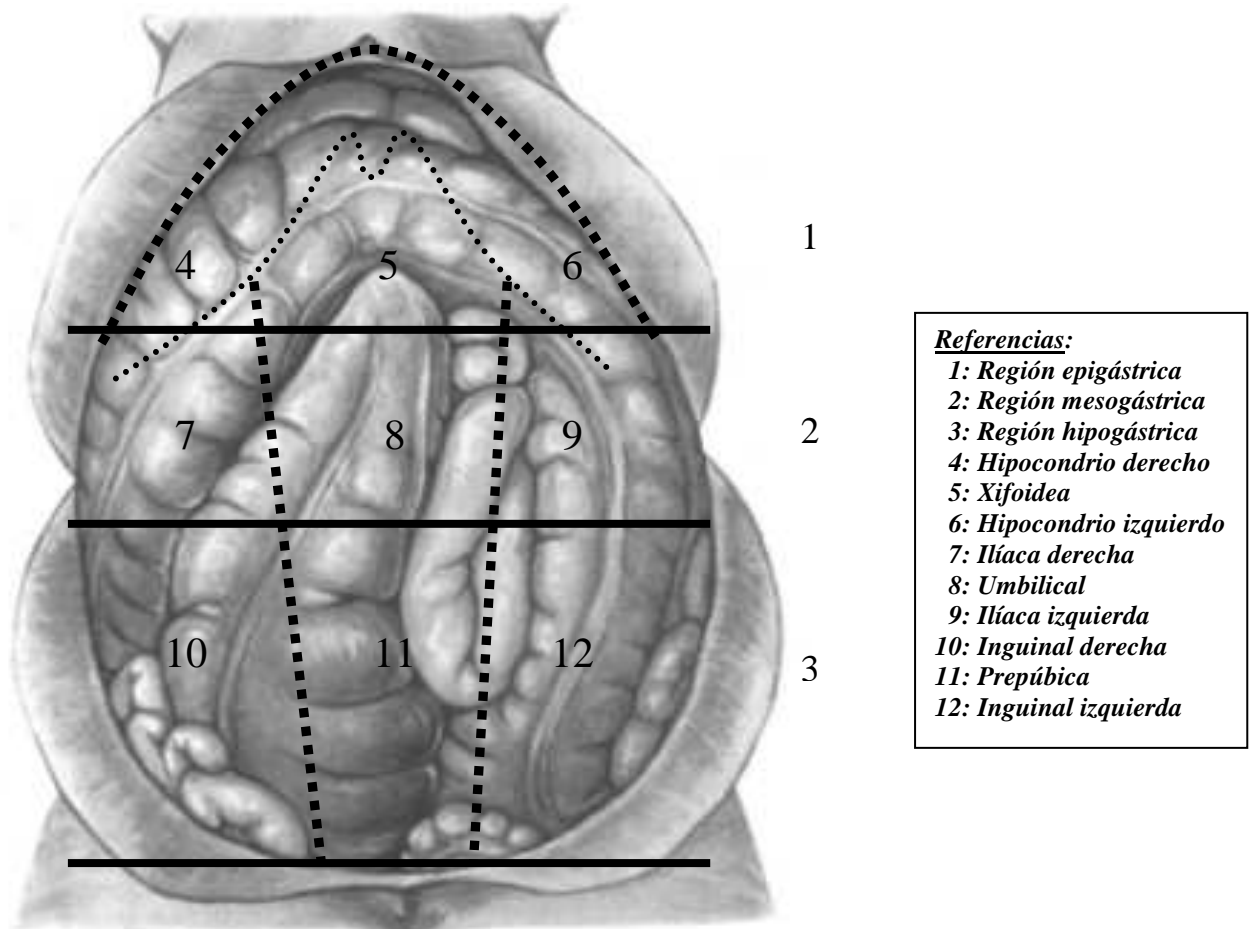 1
4
5
6
2
7
8
9
3
10
11
12
Referencias:
1: Región epigástrica
2: Región mesogástrica
3: Región hipogástrica
4: Hipocondrio derecho
5: Xifoidea
6: Hipocondrio izquierdo
7: Ilíaca derecha
8: Umbilical
9: Ilíaca izquierda
10: Inguinal derecha
11: Prepúbica
12: Inguinal izquierda